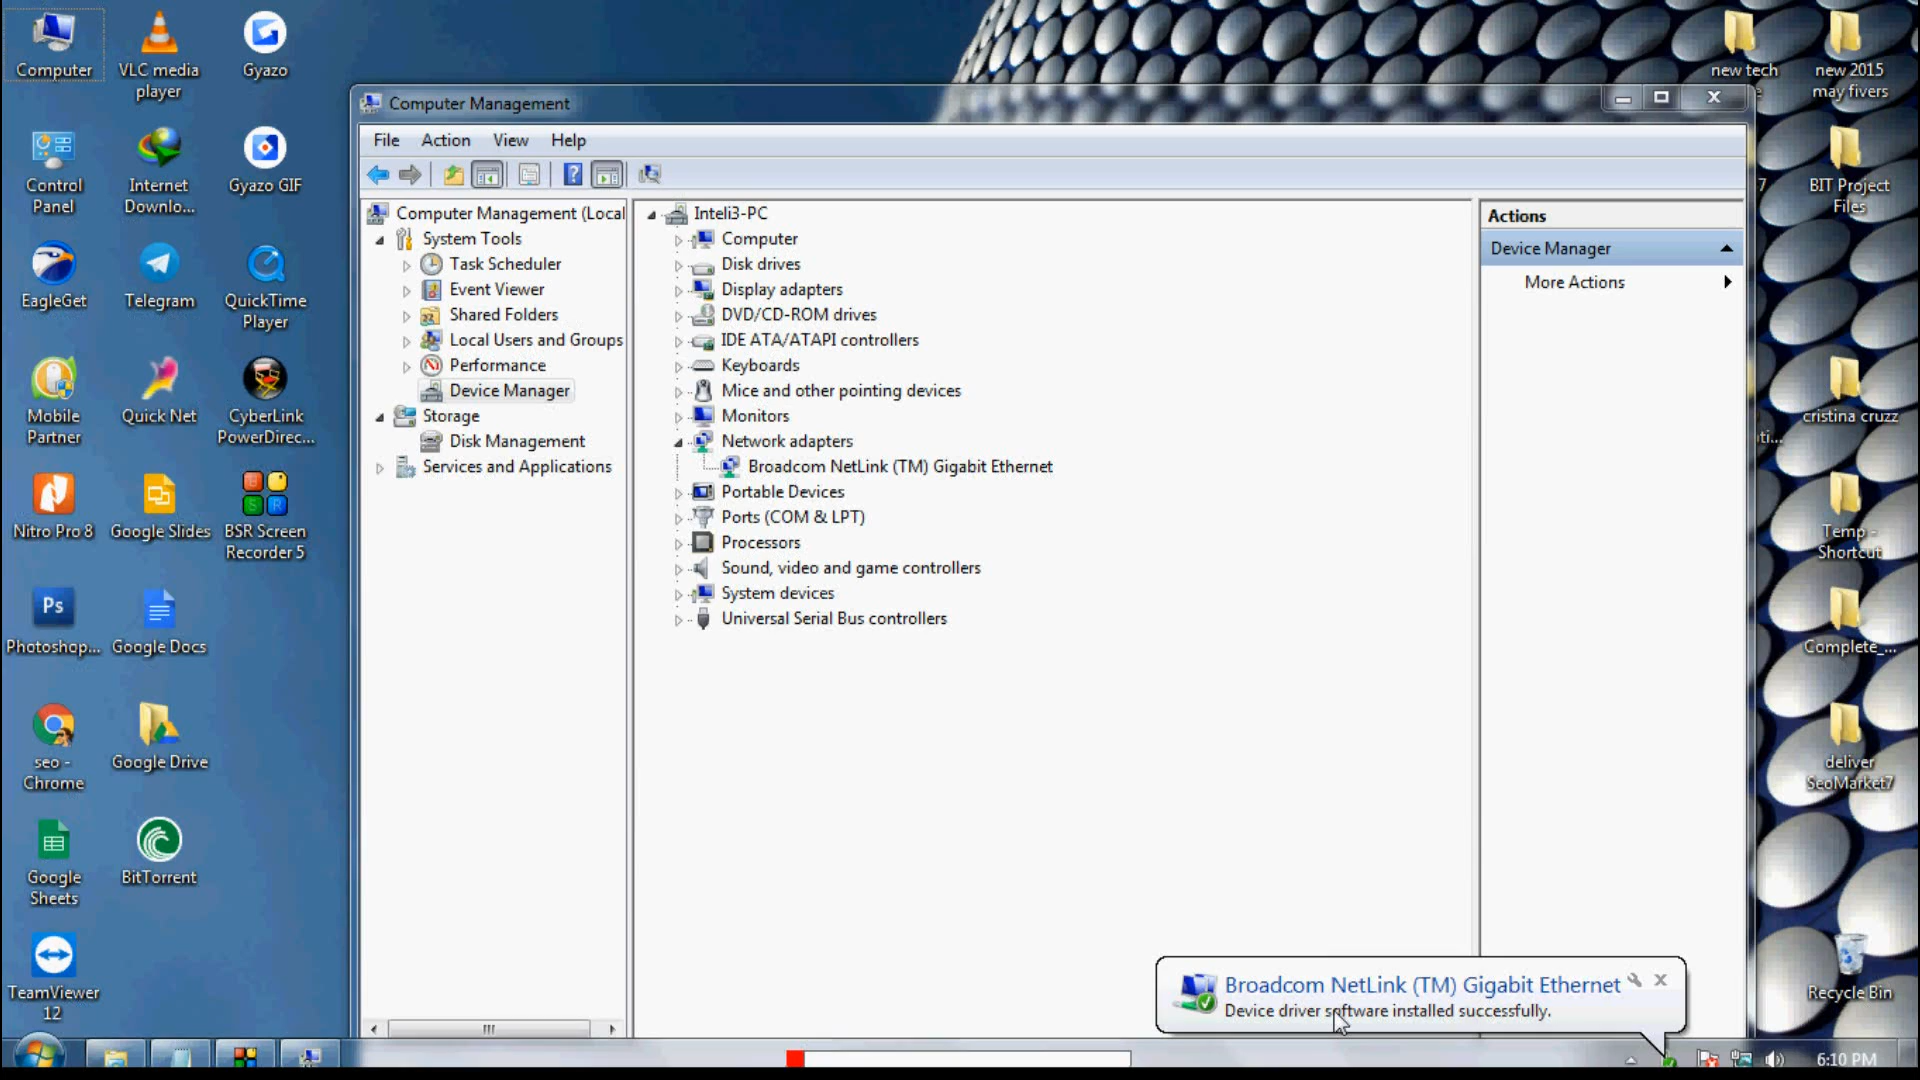 Computer
VLC media
player
Gyazo
Control
Panel
Internet
Downlo...
Gyazo GIF
EagleGet
Telegram
QuickTime
Player
Mobile
Partner
Quick Net
CyberLink
PowerDirec...
Nitro Pro 8
Google Slides
BSR Screen
Recorder 5
Ps
Photoshop...
Google Docs
seo -
Chrome
Google Drive
Google
Sheets
BitTorrent
TeamViewer
12
Computer Management
File
Action
View
Help
Computer Management (Local
System Tools
Task Scheduler
Event Viewer
Shared Folders
Local Users and Groups
Performance
Device Manager
Storage
Disk Management
Services and Applications
Inteli3-PC
Computer
Disk drives
Display adapters
DVD/CD-ROM drives
IDE ATA/ATAPI controllers
Keyboards
Mice and other pointing devices
Monitors
Network adapters
Broadcom NetLink (TM) Gigabit Ethernet
Portable Devices
Ports (COM & LPT)
Processors
Sound, video and game controllers
System devices
Universal Serial Bus controllers
Actions
Device Manager
More Actions
new tech
new 2015
may fivers
BIT Project
Files
cristina cruzz
Temp -
Shortcut
Complete_...
deliver
SeoMarket7
Recycle Bin
Broadcom NetLink (TM) Gigabit Ethernet
Device driver software installed successfully.
6:10 PM